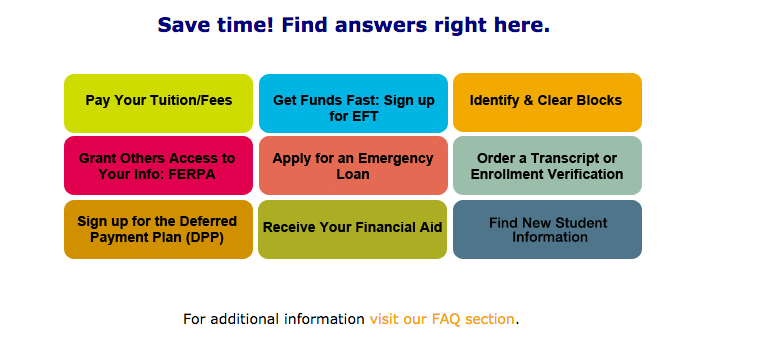 Save time! Find answers right here.
Pay Your Tuition/Fees
Get Funds Fast: Sign up
for EFT
Identify & Clear Blocks
Grant Others Access to
Your Info: FERPA
Apply for an Emergency
Loan
Order a Transcript or
Enrollment Verification
Sign up for the Deferred
Payment Plan (DPP)
Receive Your Financial Aid
Find New Student
Information
For additional information visit our FAQ section.